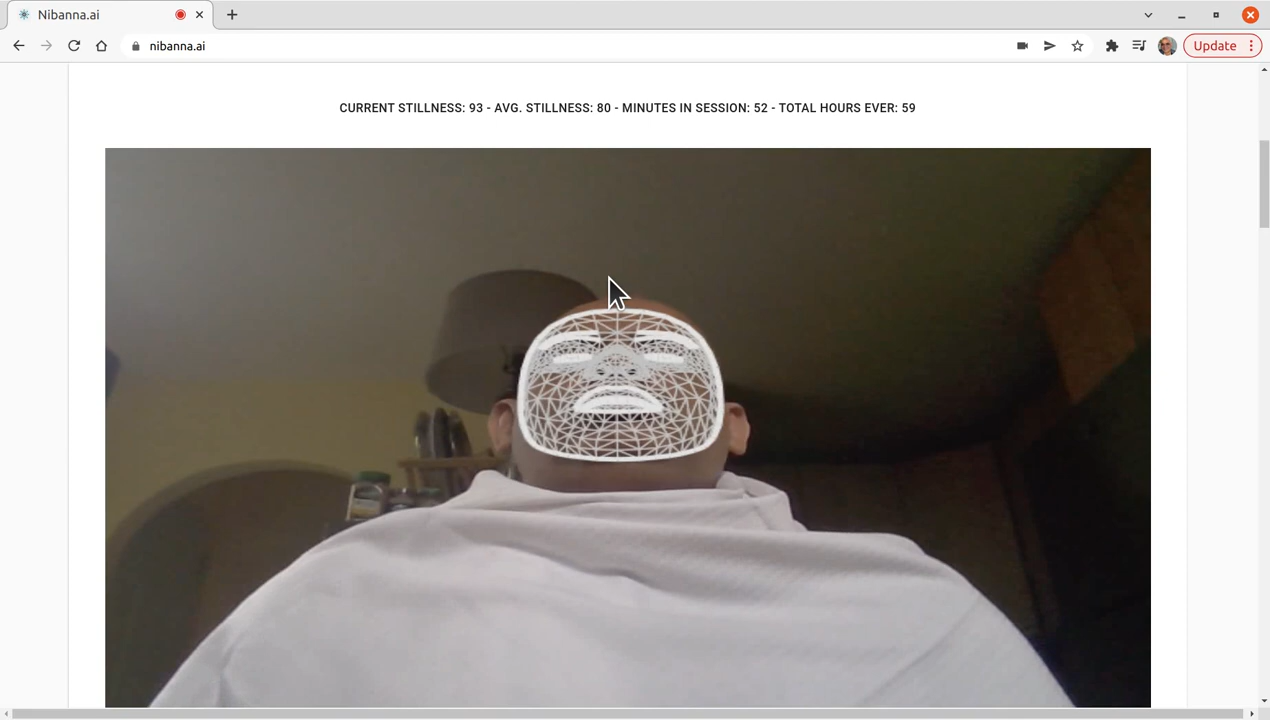 Nibanna.ai
nibanna.ai
Update
CURRENT STILLNESS: 93 - AVG. STILLNESS: 80 - MINUTES IN SESSION: 52 - TOTAL HOURS EVER: 59